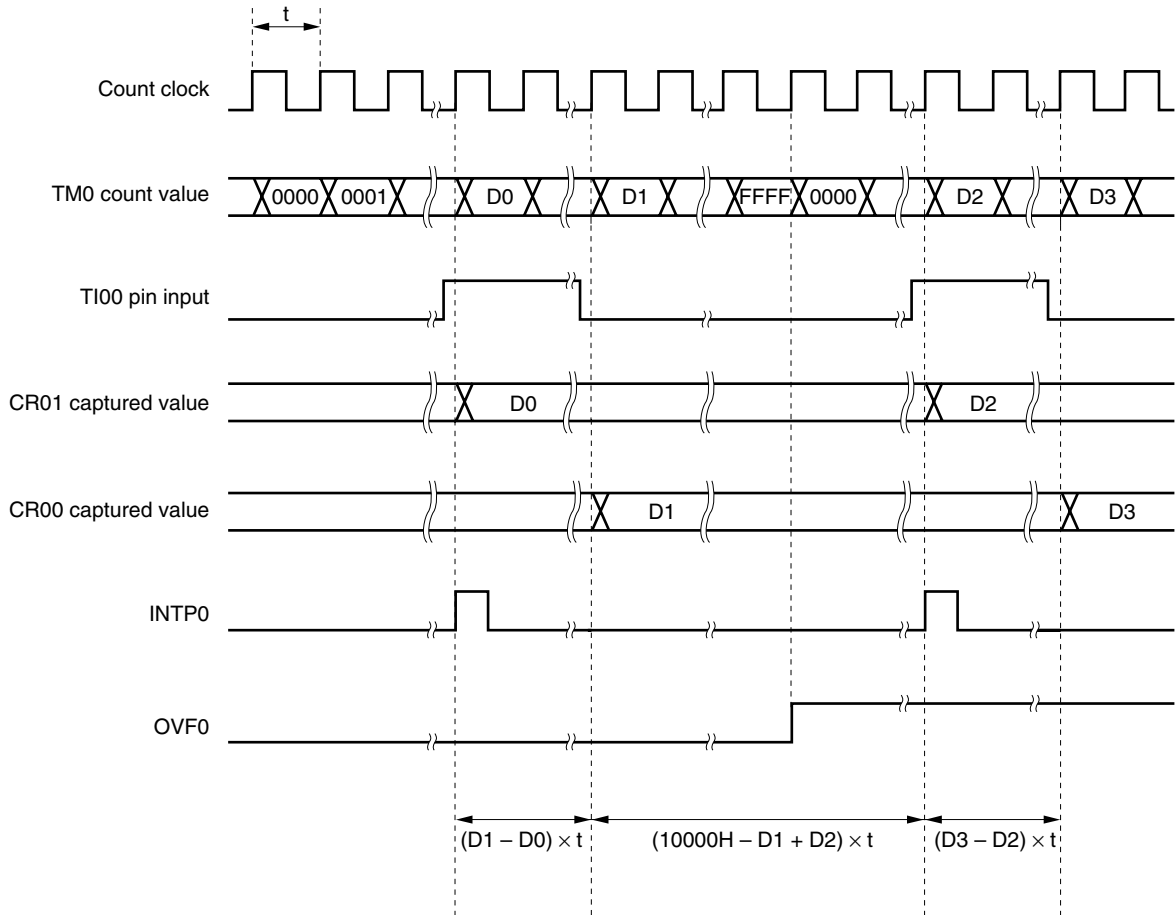 t
Count clock
TM0 count value
0000 0001 D0 D1 FFFF 0000 D2 D3
TI00 pin input
CR01 captured value
D0 D2
CR00 captured value
D1 D3
INTP0
OVF0
(D1 – D0) × t (10000H – D1 + D2) × t (D3 – D2) × t